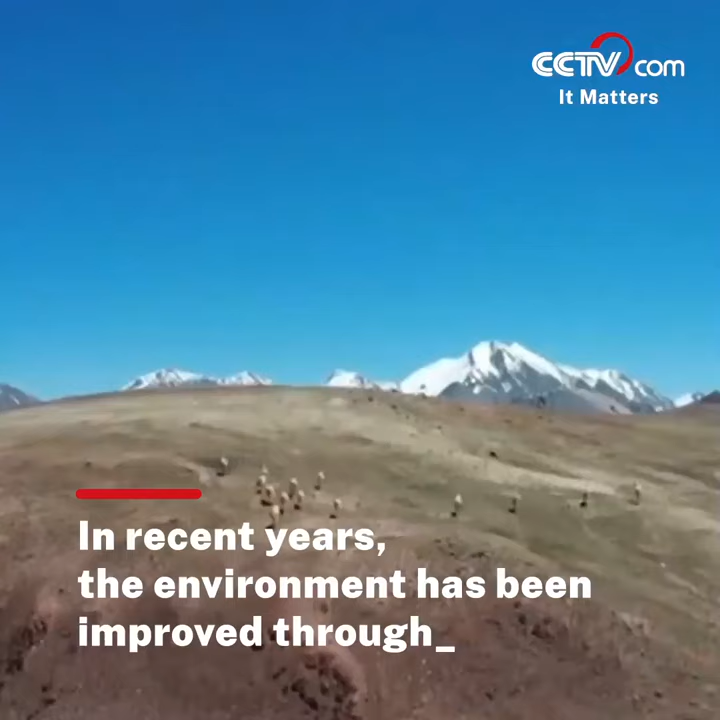 CCTV.com
It Matters
In recent years,
the environment has been
improved through_